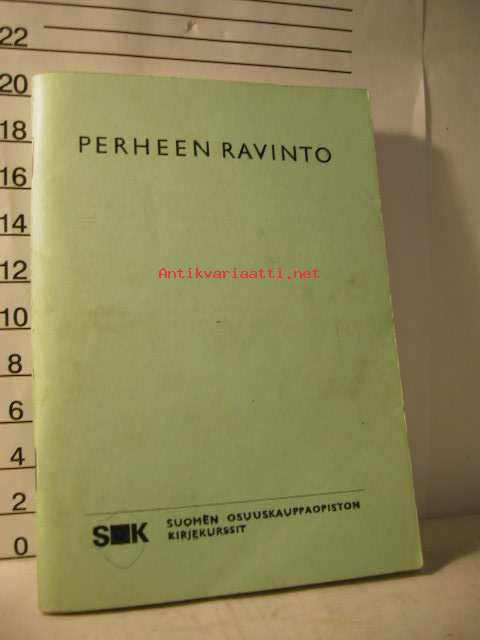 22
20
18
16
14
12
10
8
6
4
2
0
PERHEEN RAVINTO
Antikvariaatti.net
SOK
SUOMEN OSUUSKAUPPAOPISTON
KIRJEKURSSIT